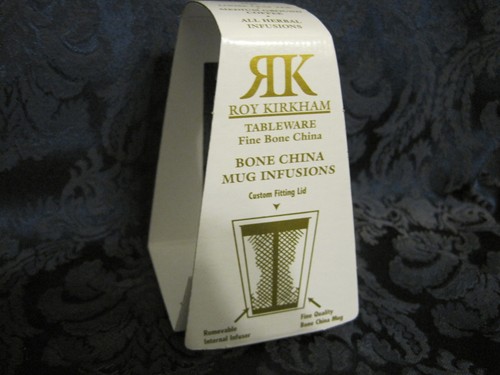 ALL HERBAL
INFUSIONS
RK
ROY KIRKHAM
TABLEWARE
Fine Bone China
BONE CHINA
MUG INFUSIONS
Custom Fitting Lid
Removable
Internal Infuser
Fine Quality
Bone China Mug